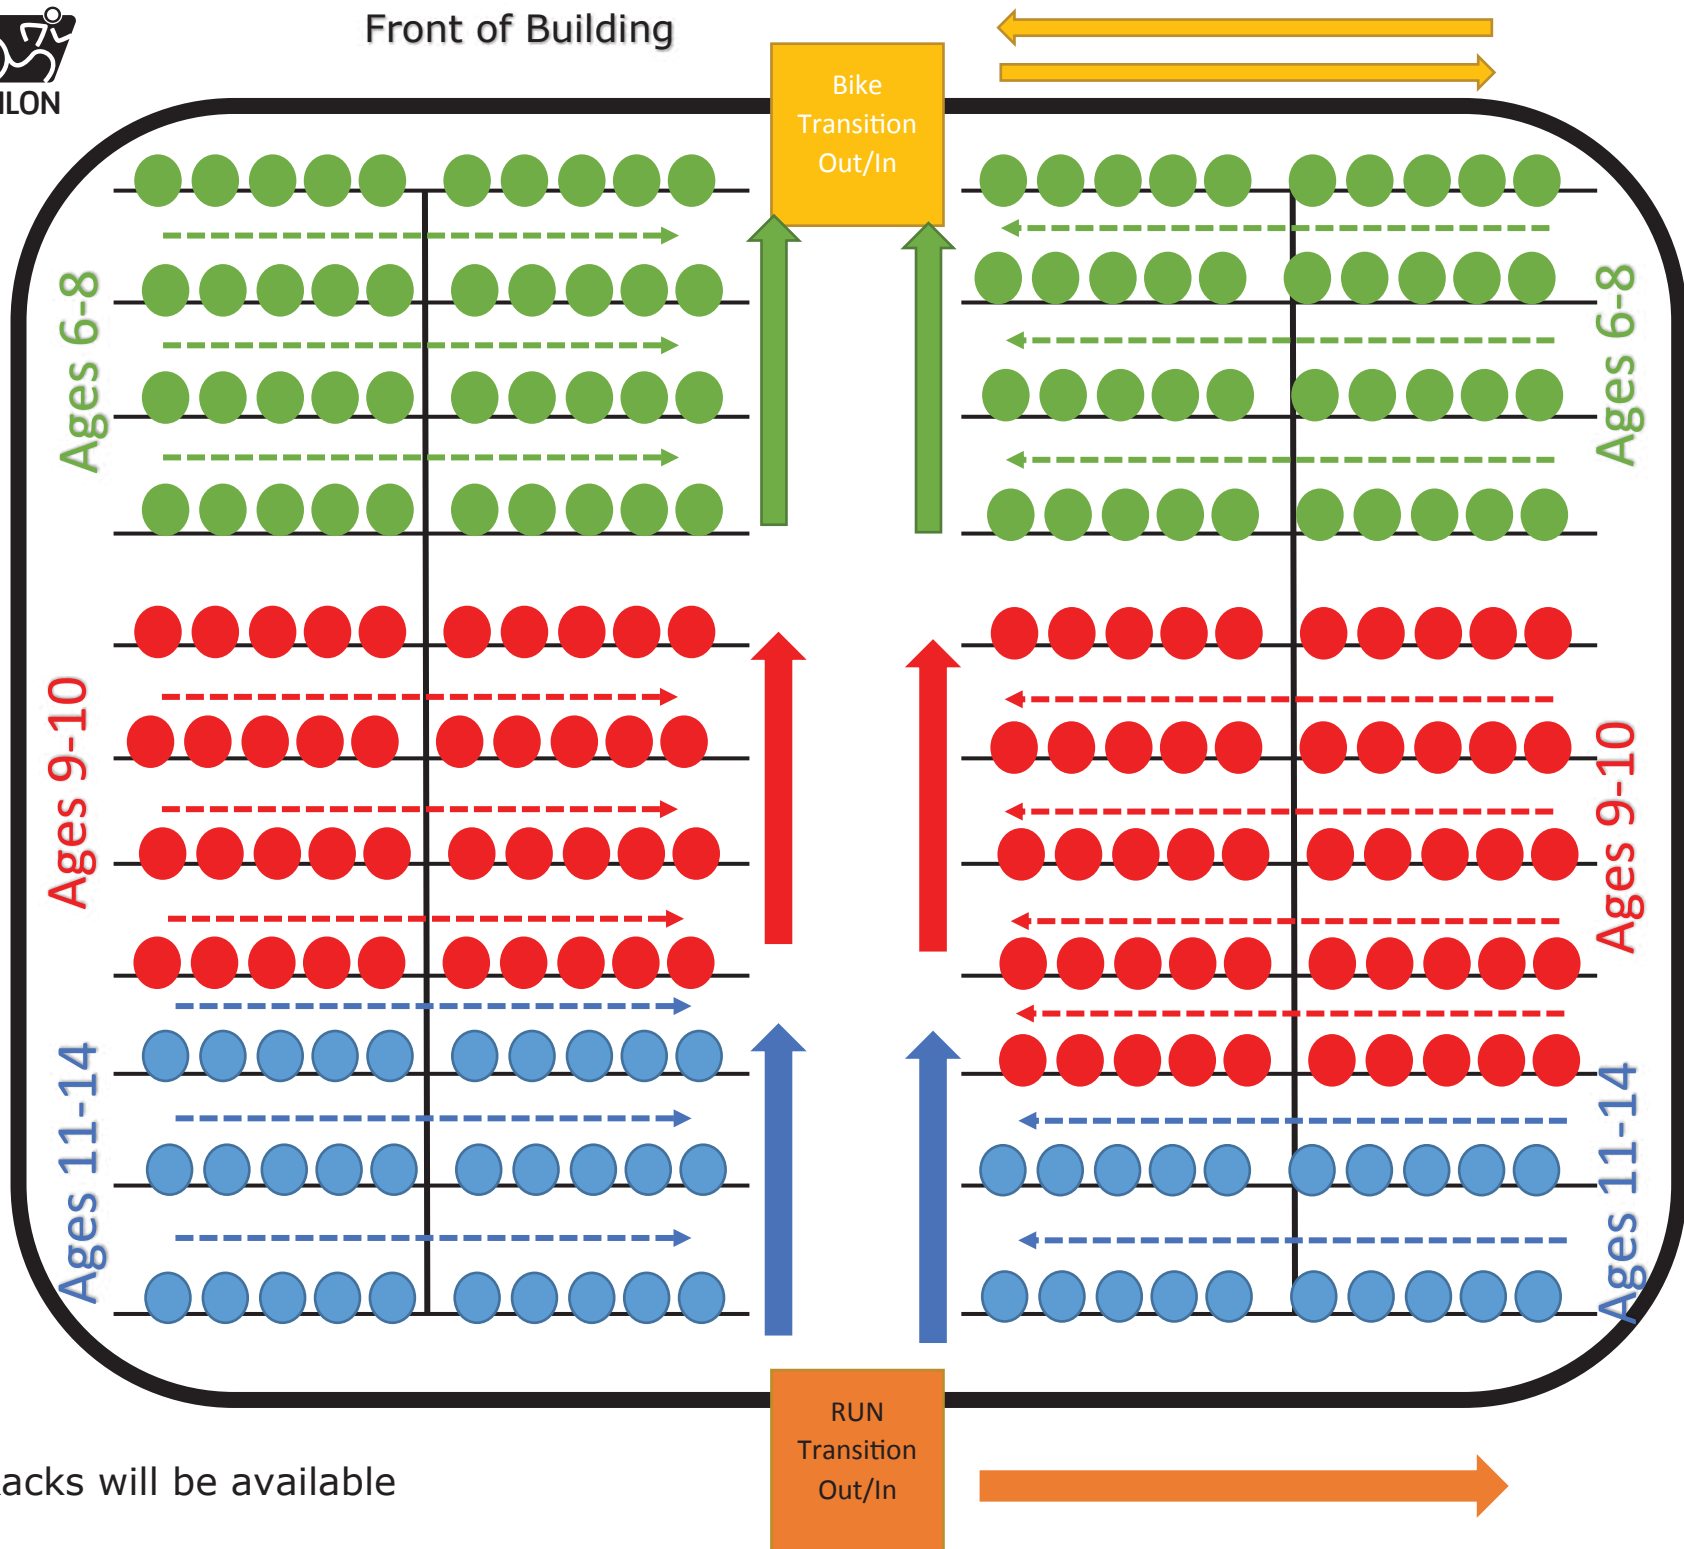 Front of Building
Bike
Transition
Out/In
Ages 6-8
Ages 6-8
Ages 9-10
Ages 9-10
Ages 11-14
Ages 11-14
RUN
Transition
Out/In
will be available